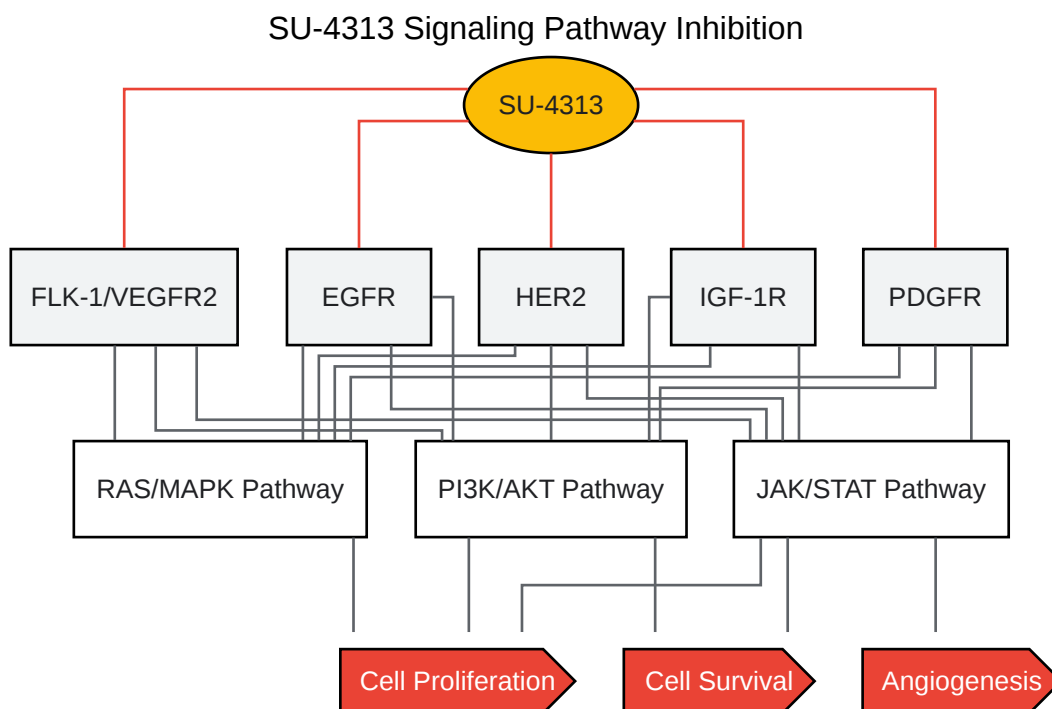 SU-4313 Signaling Pathway Inhibition
SU-4313
FLK-1/VEGFR2
EGFR
HER2
IGF-1R
PDGFR
RAS/MAPK Pathway
PI3K/AKT Pathway
JAK/STAT Pathway
Cell Proliferation
Cell Survival
Angiogenesis